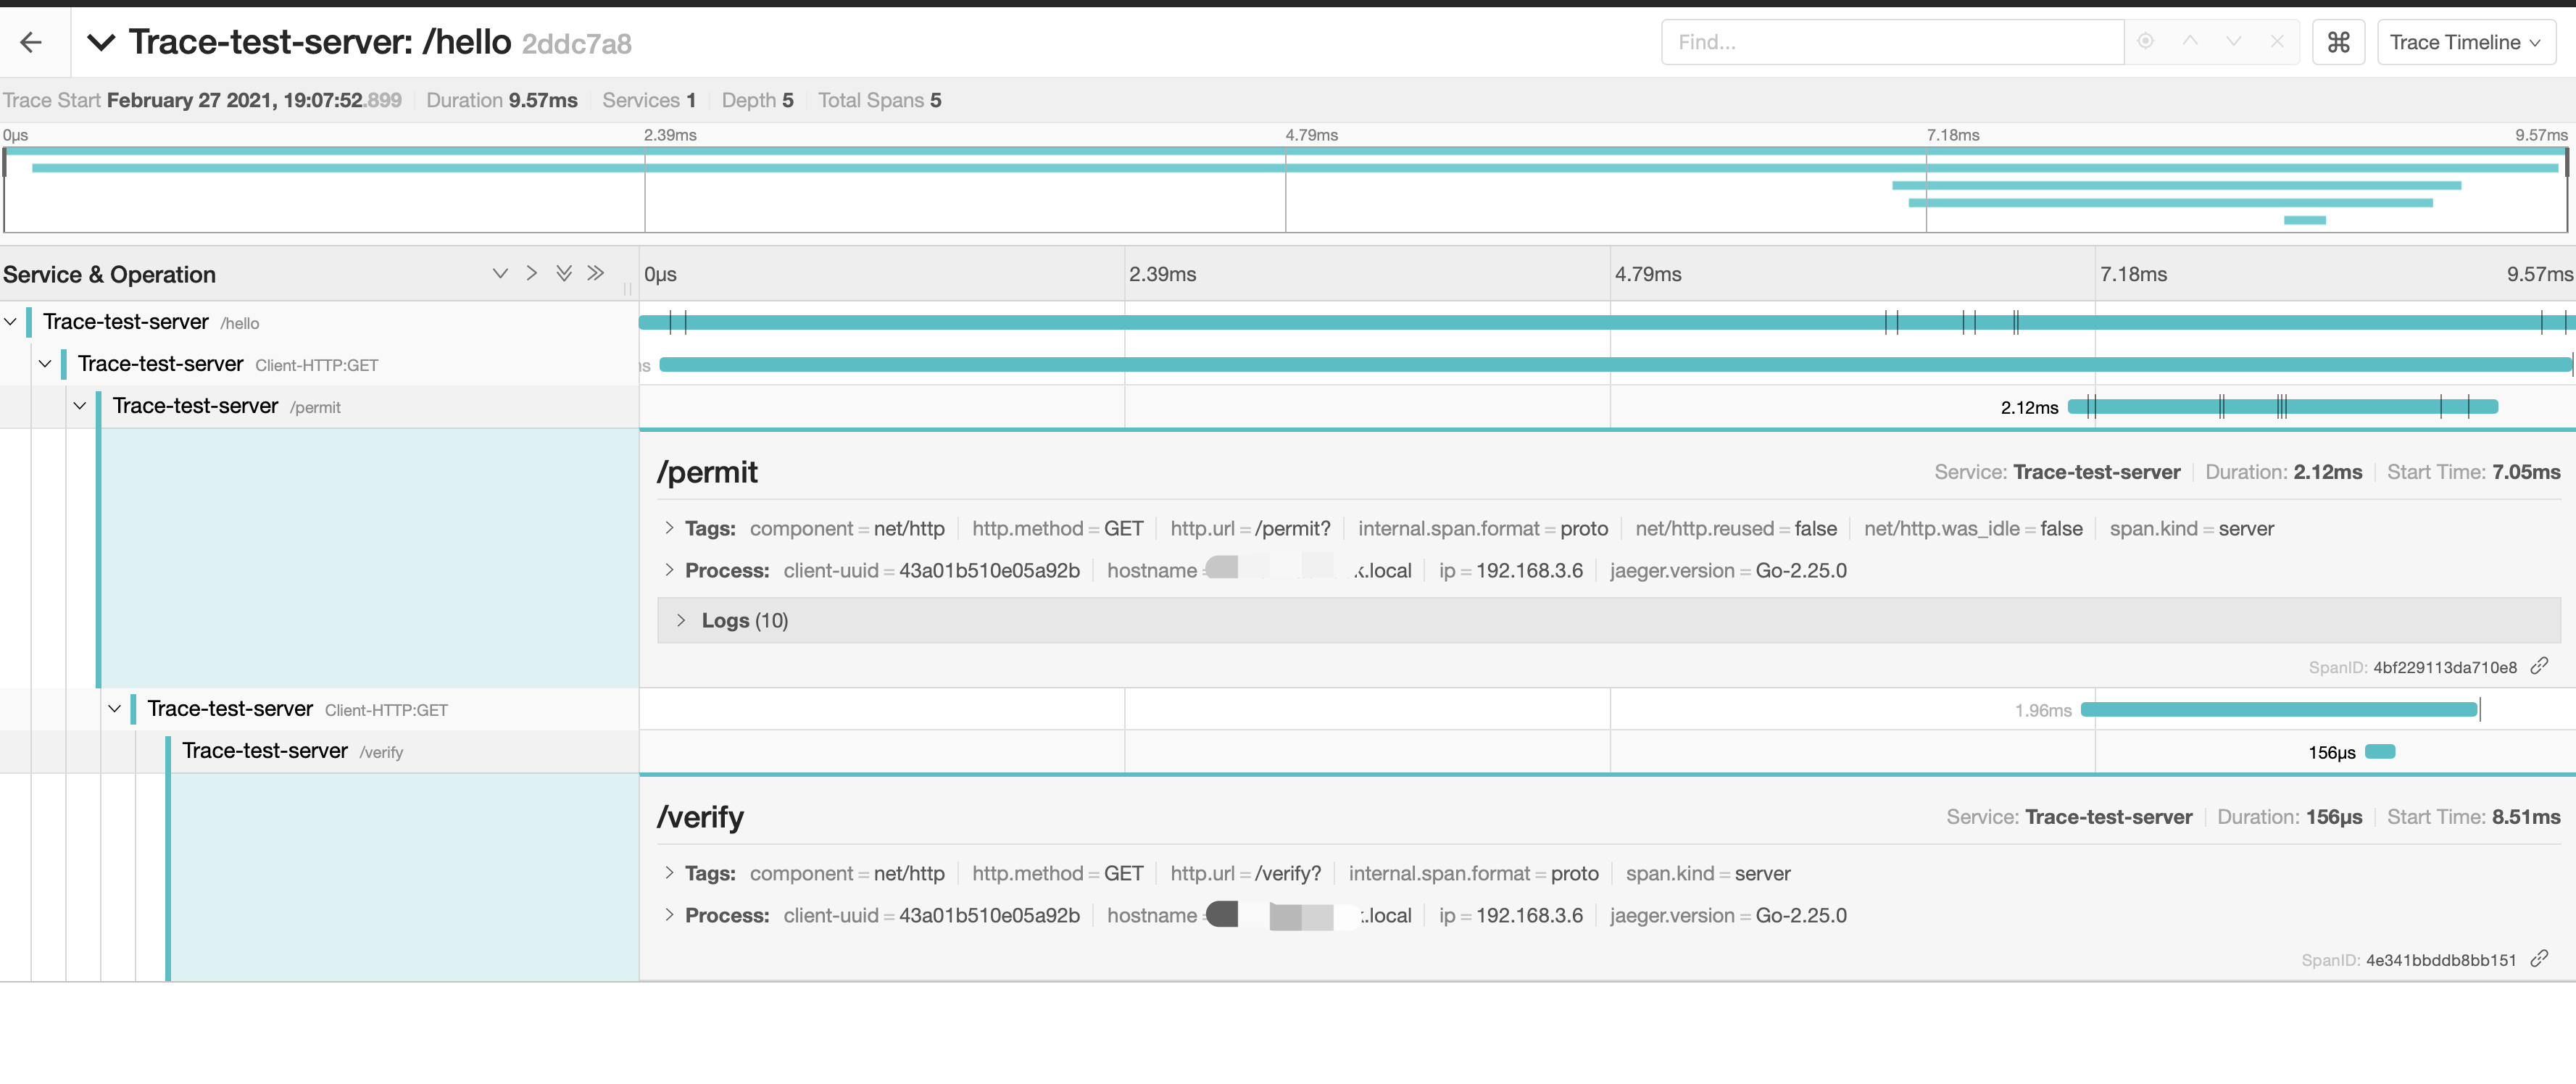 Trace-test-server: /hello 2ddc7a8 Find... ⌘ Trace Timeline
Trace Start February 27 2021, 19:07:52.899 Duration 9.57ms Services 1 Depth 5 Total Spans 5
0μs 2.39ms 4.79ms 7.18ms 9.57ms
Service & Operation 0μs 2.39ms 4.79ms 7.18ms 9.57ms
Trace-test-server /hello
Trace-test-server Client-HTTP:GET
Trace-test-server /permit 2.12ms
/permit Service: Trace-test-server Duration: 2.12ms Start Time: 7.05ms
Tags: component = net/http http.method = GET http.url = /permit? internal.span.format = proto net/http.reused = false net/http.was_idle = false span.kind = server
Process: client-uuid = 43a01b510e05a92b hostname .local ip = 192.168.3.6 jaeger.version = Go-2.25.0
Logs (10)
SpanID: 4bf229113da710e8
Trace-test-server Client-HTTP:GET 1.96ms
Trace-test-server /verify 156μs
/verify Service: Trace-test-server Duration: 156μs Start Time: 8.51ms
Tags: component = net/http http.method = GET http.url = /verify? internal.span.format = proto span.kind = server
Process: client-uuid = 43a01b510e05a92b hostname .local ip = 192.168.3.6 jaeger.version = Go-2.25.0
SpanID: 4e341bbddb8bb151